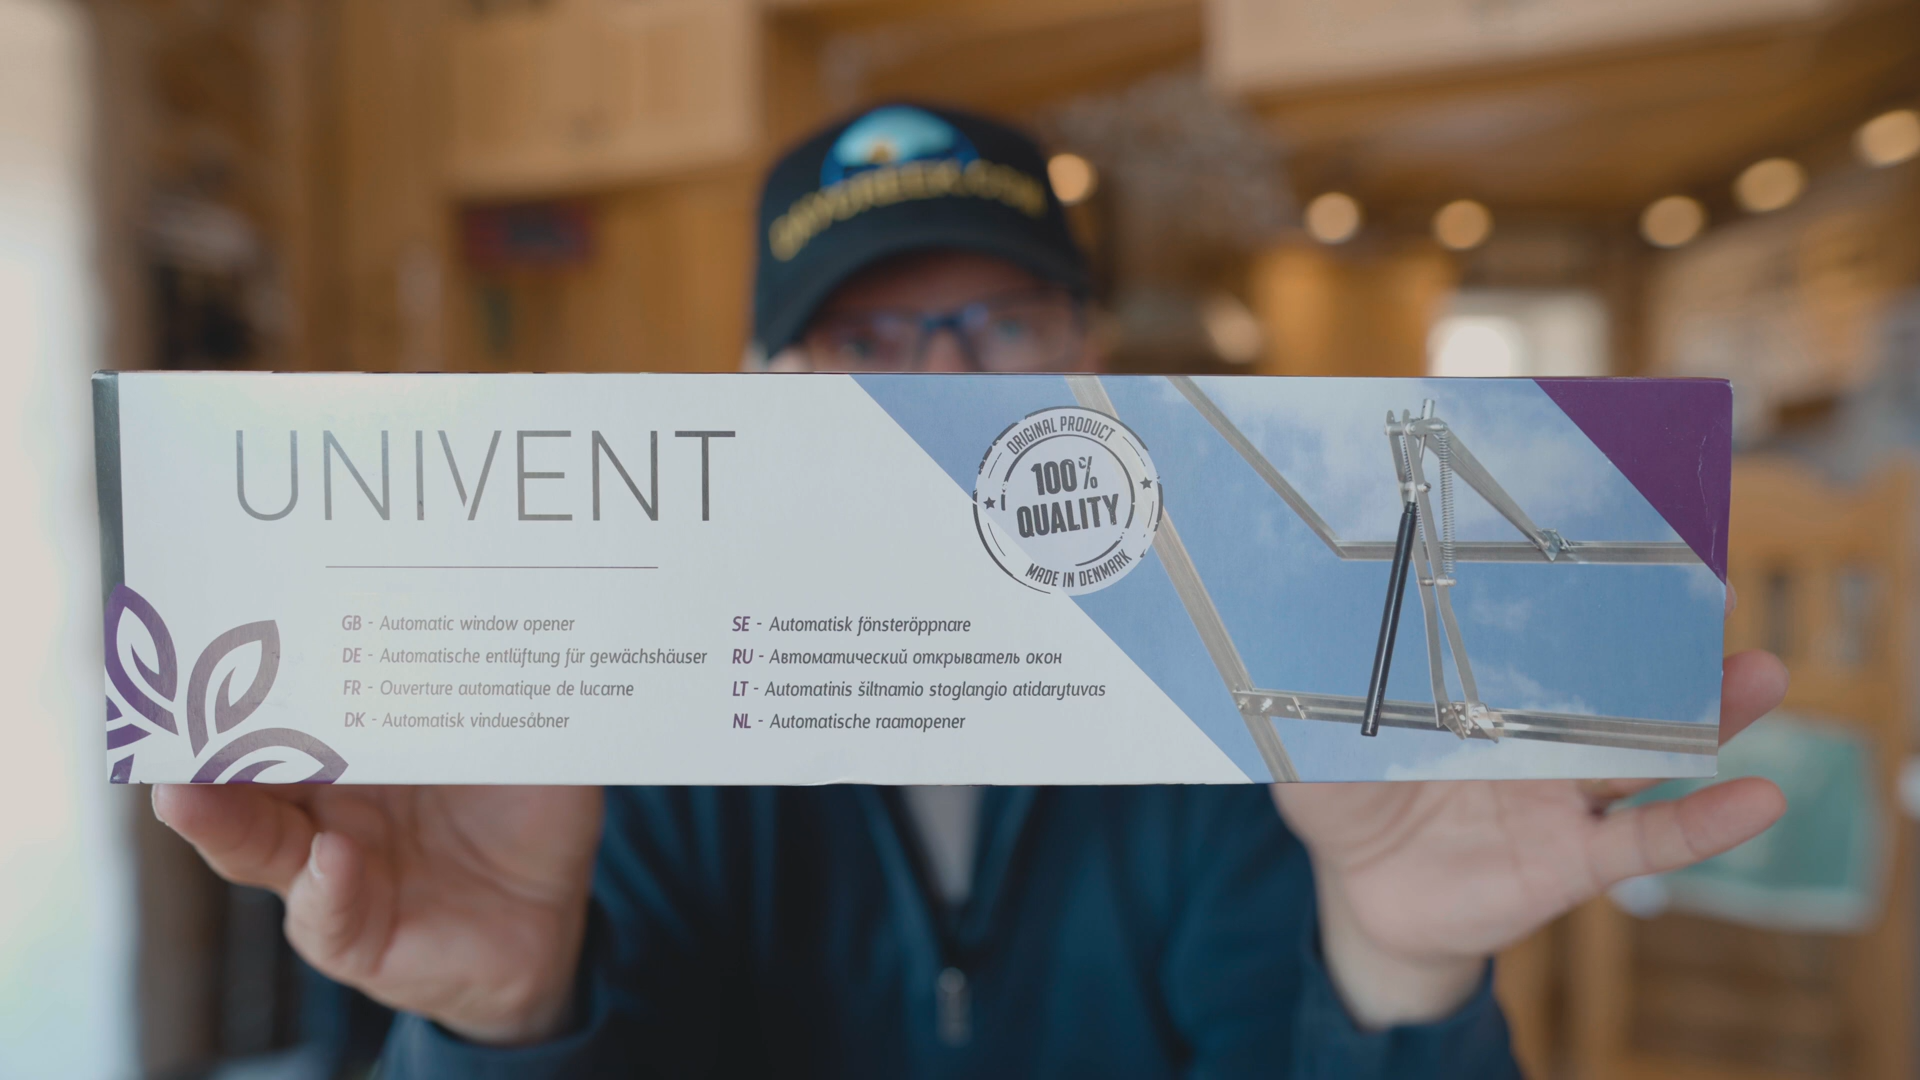 UNIVENT
GB - Automatic window opener
DE - Automatische entlüftung für gewächshäuser
FR - Ouverture automatique de lucarne
DK - Automatisk vinduesåbner
SE - Automatisk fönsteröppnare
RU - Автоматический открыватель окон
LT - Automatinis šiltnamio stoglangio atidarytuvas
NL - Automatische raamopener
ORIGINAL PRODUCT
100%
QUALITY
MADE IN DENMARK